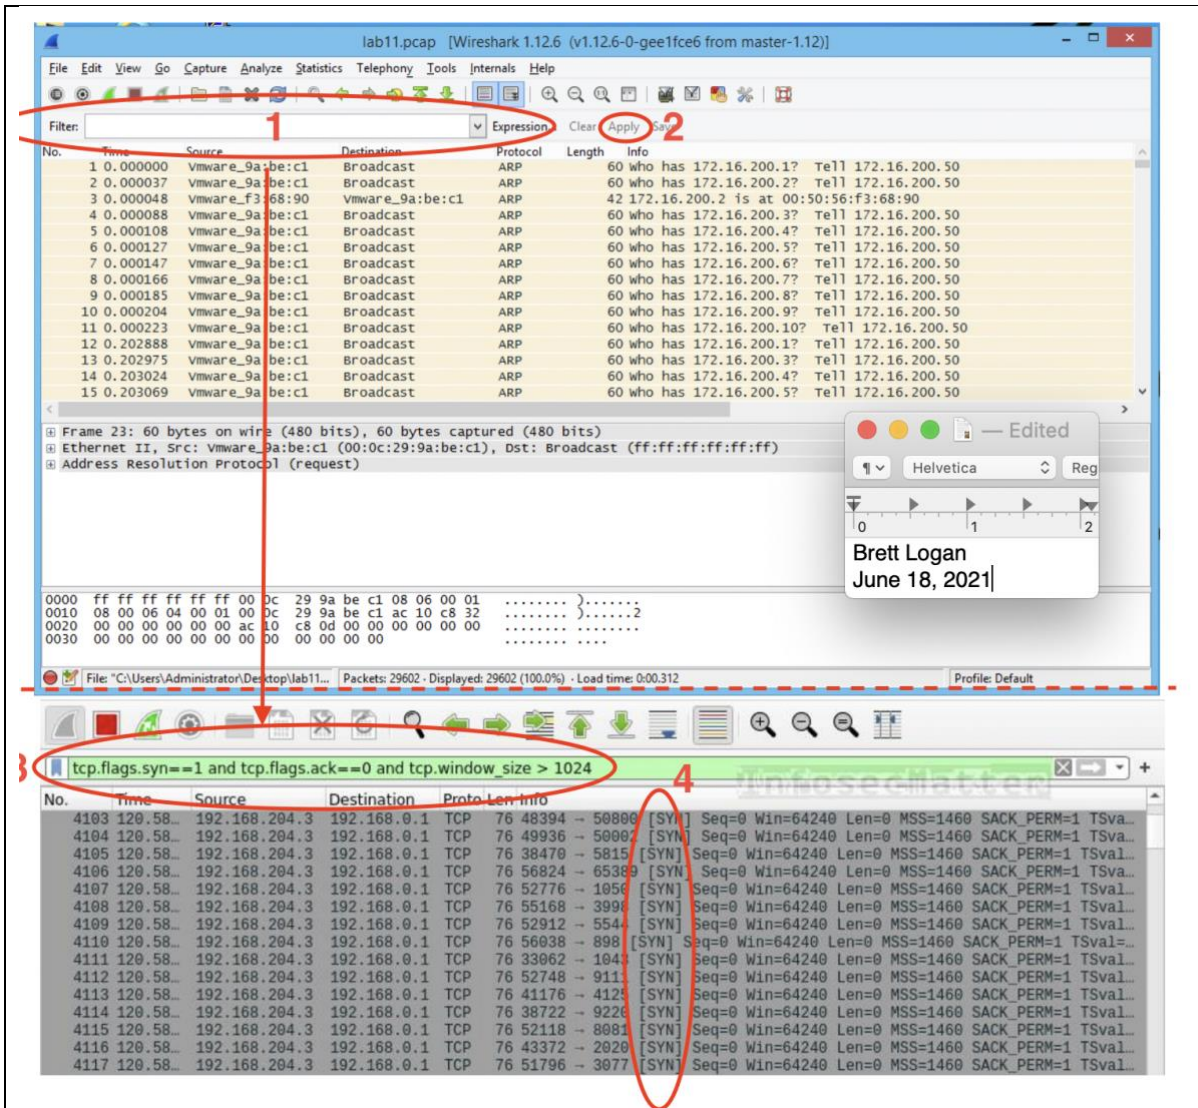 lab11.pcap [Wireshark 1.12.6 (v1.12.6-0-gee1fce6 from master-1.12)]
File Edit View Go Capture Analyze Statistics Telephony Tools Internals Help
Filter: 1 Expression... Clear Apply Save 2
No. Time Source Destination Protocol Length Info
1 0.000000 Vmware_9a:be:c1 Broadcast ARP 60 who has 172.16.200.1? Tell 172.16.200.50
2 0.000037 Vmware_9a:be:c1 Broadcast ARP 60 who has 172.16.200.2? Tell 172.16.200.50
3 0.000048 Vmware_f3:68:90 Vmware_9a:be:c1 ARP 42 172.16.200.2 is at 00:50:56:f3:68:90
4 0.000088 Vmware_9a:be:c1 Broadcast ARP 60 who has 172.16.200.3? Tell 172.16.200.50
5 0.000108 Vmware_9a:be:c1 Broadcast ARP 60 who has 172.16.200.4? Tell 172.16.200.50
6 0.000127 Vmware_9a:be:c1 Broadcast ARP 60 who has 172.16.200.5? Tell 172.16.200.50
7 0.000147 Vmware_9a:be:c1 Broadcast ARP 60 who has 172.16.200.6? Tell 172.16.200.50
8 0.000166 Vmware_9a:be:c1 Broadcast ARP 60 who has 172.16.200.7? Tell 172.16.200.50
9 0.000185 Vmware_9a:be:c1 Broadcast ARP 60 who has 172.16.200.8? Tell 172.16.200.50
10 0.000204 Vmware_9a:be:c1 Broadcast ARP 60 who has 172.16.200.9? Tell 172.16.200.50
11 0.000223 Vmware_9a:be:c1 Broadcast ARP 60 who has 172.16.200.10? Tell 172.16.200.50
12 0.202888 Vmware_9a:be:c1 Broadcast ARP 60 who has 172.16.200.1? Tell 172.16.200.50
13 0.202975 Vmware_9a:be:c1 Broadcast ARP 60 who has 172.16.200.3? Tell 172.16.200.50
14 0.203024 Vmware_9a:be:c1 Broadcast ARP 60 who has 172.16.200.4? Tell 172.16.200.50
15 0.203069 Vmware_9a:be:c1 Broadcast ARP 60 who has 172.16.200.5? Tell 172.16.200.50
Frame 23: 60 bytes on wire (480 bits), 60 bytes captured (480 bits)
Ethernet II, Src: Vmware_9a:be:c1 (00:0c:29:9a:be:c1), Dst: Broadcast (ff:ff:ff:ff:ff:ff)
Address Resolution Protocol (request)
— Edited
¶ Helvetica Reg
0 1 2
Brett Logan
June 18, 2021
0000 ff ff ff ff ff ff 00 0c 29 9a be c1 08 06 00 01 ........ ).......
0010 08 00 06 04 00 01 00 0c 29 9a be c1 ac 10 c8 32 ........ )......2
0020 00 00 00 00 00 00 ac 10 c8 0d 00 00 00 00 00 00 ........ ........
0030 00 00 00 00 00 00 00 00 00 00 00 00 ........ ....
File: "C:\Users\Administrator\Desktop\lab11... Packets: 29602 · Displayed: 29602 (100.0%) · Load time: 0:00.312 Profile: Default
3 tcp.flags.syn==1 and tcp.flags.ack==0 and tcp.window_size > 1024 4 InfosecMatter
No. Time Source Destination Proto Len Info
4103 120.58… 192.168.204.3 192.168.0.1 TCP 76 48394 → 50800 [SYN] Seq=0 Win=64240 Len=0 MSS=1460 SACK_PERM=1 TSva…
4104 120.58… 192.168.204.3 192.168.0.1 TCP 76 49936 → 50002 [SYN] Seq=0 Win=64240 Len=0 MSS=1460 SACK_PERM=1 TSva…
4105 120.58… 192.168.204.3 192.168.0.1 TCP 76 38470 → 5815 [SYN] Seq=0 Win=64240 Len=0 MSS=1460 SACK_PERM=1 TSval…
4106 120.58… 192.168.204.3 192.168.0.1 TCP 76 56824 → 65389 [SYN] Seq=0 Win=64240 Len=0 MSS=1460 SACK_PERM=1 TSva…
4107 120.58… 192.168.204.3 192.168.0.1 TCP 76 52776 → 1050 [SYN] Seq=0 Win=64240 Len=0 MSS=1460 SACK_PERM=1 TSval…
4108 120.58… 192.168.204.3 192.168.0.1 TCP 76 55168 → 3998 [SYN] Seq=0 Win=64240 Len=0 MSS=1460 SACK_PERM=1 TSval…
4109 120.58… 192.168.204.3 192.168.0.1 TCP 76 52912 → 5544 [SYN] Seq=0 Win=64240 Len=0 MSS=1460 SACK_PERM=1 TSval…
4110 120.58… 192.168.204.3 192.168.0.1 TCP 76 56038 → 898 [SYN] Seq=0 Win=64240 Len=0 MSS=1460 SACK_PERM=1 TSval=…
4111 120.58… 192.168.204.3 192.168.0.1 TCP 76 33062 → 1043 [SYN] Seq=0 Win=64240 Len=0 MSS=1460 SACK_PERM=1 TSval…
4112 120.58… 192.168.204.3 192.168.0.1 TCP 76 52748 → 9111 [SYN] Seq=0 Win=64240 Len=0 MSS=1460 SACK_PERM=1 TSval…
4113 120.58… 192.168.204.3 192.168.0.1 TCP 76 41176 → 4125 [SYN] Seq=0 Win=64240 Len=0 MSS=1460 SACK_PERM=1 TSval…
4114 120.58… 192.168.204.3 192.168.0.1 TCP 76 38722 → 9220 [SYN] Seq=0 Win=64240 Len=0 MSS=1460 SACK_PERM=1 TSval…
4115 120.58… 192.168.204.3 192.168.0.1 TCP 76 52118 → 8081 [SYN] Seq=0 Win=64240 Len=0 MSS=1460 SACK_PERM=1 TSval…
4116 120.58… 192.168.204.3 192.168.0.1 TCP 76 43372 → 2020 [SYN] Seq=0 Win=64240 Len=0 MSS=1460 SACK_PERM=1 TSval…
4117 120.58… 192.168.204.3 192.168.0.1 TCP 76 51796 → 3077 [SYN] Seq=0 Win=64240 Len=0 MSS=1460 SACK_PERM=1 TSval…